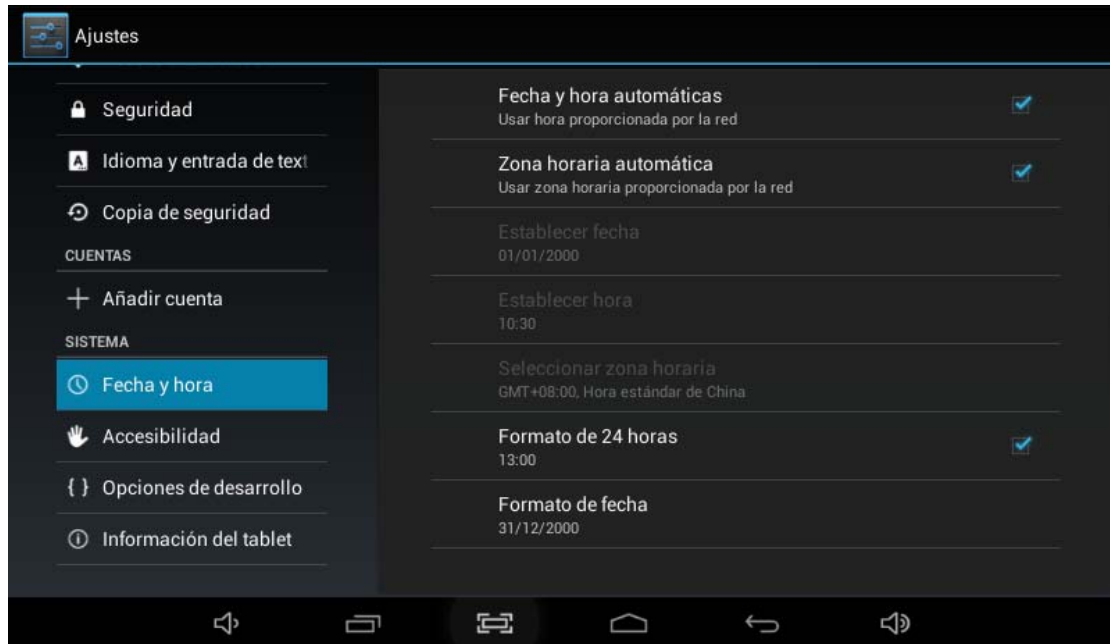 Ajustes
Seguridad
Idioma y entrada de text
Copia de seguridad
CUENTAS
Añadir cuenta
SISTEMA
Fecha y hora
Accesibilidad
Opciones de desarrollo
Información del tablet
Fecha y hora automáticas
Usar hora proporcionada por la red
Zona horaria automática
Usar zona horaria proporcionada por la red
Establecer fecha
01/01/2000
Establecer hora
10:30
Seleccionar zona horaria
GMT+08:00, Hora estándar de China
Formato de 24 horas
13:00
Formato de fecha
31/12/2000